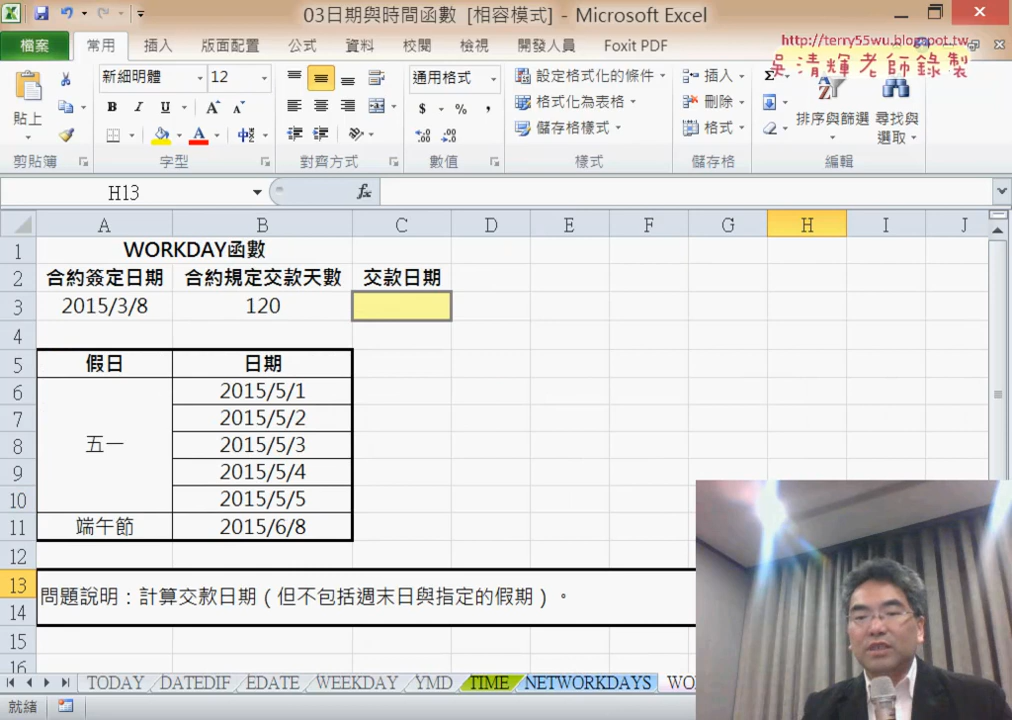 03日期與時間函數 [相容模式] - Microsoft Excel
檔案 常用 插入 版面配置 公式 資料 校閱 檢視 開發人員 Foxit PDF
http://terry55wu.blogspot.tw
吳清輝老師錄製
貼上
新細明體 12
B I U
通用格式
$ % ,
設定格式化的條件
格式化為表格
儲存格樣式
插入
刪除
格式
Σ
排序與篩選
尋找與
選取
剪貼簿 字型 對齊方式 數值 樣式 儲存格 編輯
H13 fx
A B C D E F G H I J
1 WORKDAY函數
2 合約簽定日期 合約規定交款天數 交款日期
3 2015/3/8 120
4
5 假日 日期
6 2015/5/1
7 2015/5/2
8 五一 2015/5/3
9 2015/5/4
10 2015/5/5
11 端午節 2015/6/8
12
13
問題說明：計算交款日期（但不包括週末日與指定的假期）。
14
15
16
TODAY DATEDIF EDATE WEEKDAY YMD TIME NETWORKDAYS WO
就緒